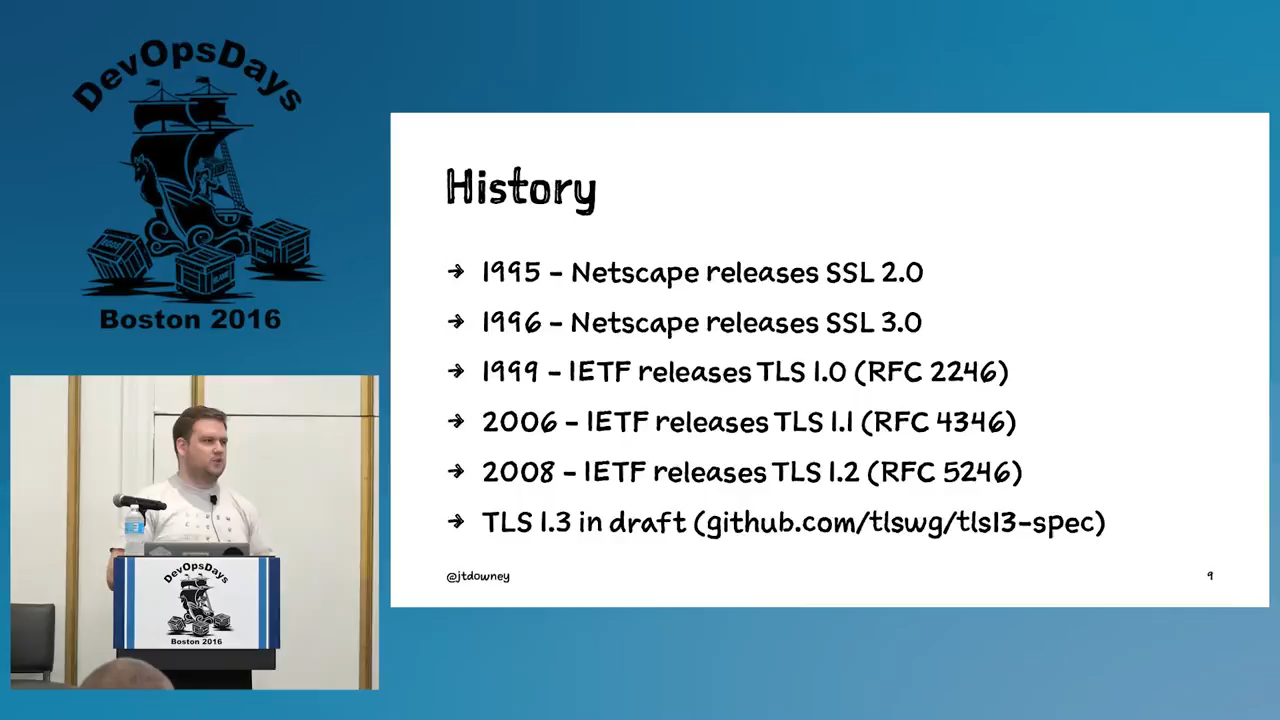 DevOpsDays
Boston 2016
History
→ 1995 – Netscape releases SSL 2.0
→ 1996 – Netscape releases SSL 3.0
→ 1999 – IETF releases TLS 1.0 (RFC 2246)
→ 2006 – IETF releases TLS 1.1 (RFC 4346)
→ 2008 – IETF releases TLS 1.2 (RFC 5246)
→ TLS 1.3 in draft (github.com/tlswg/tls13-spec)
@jtdowney
9
DevOpsDays
Boston 2016